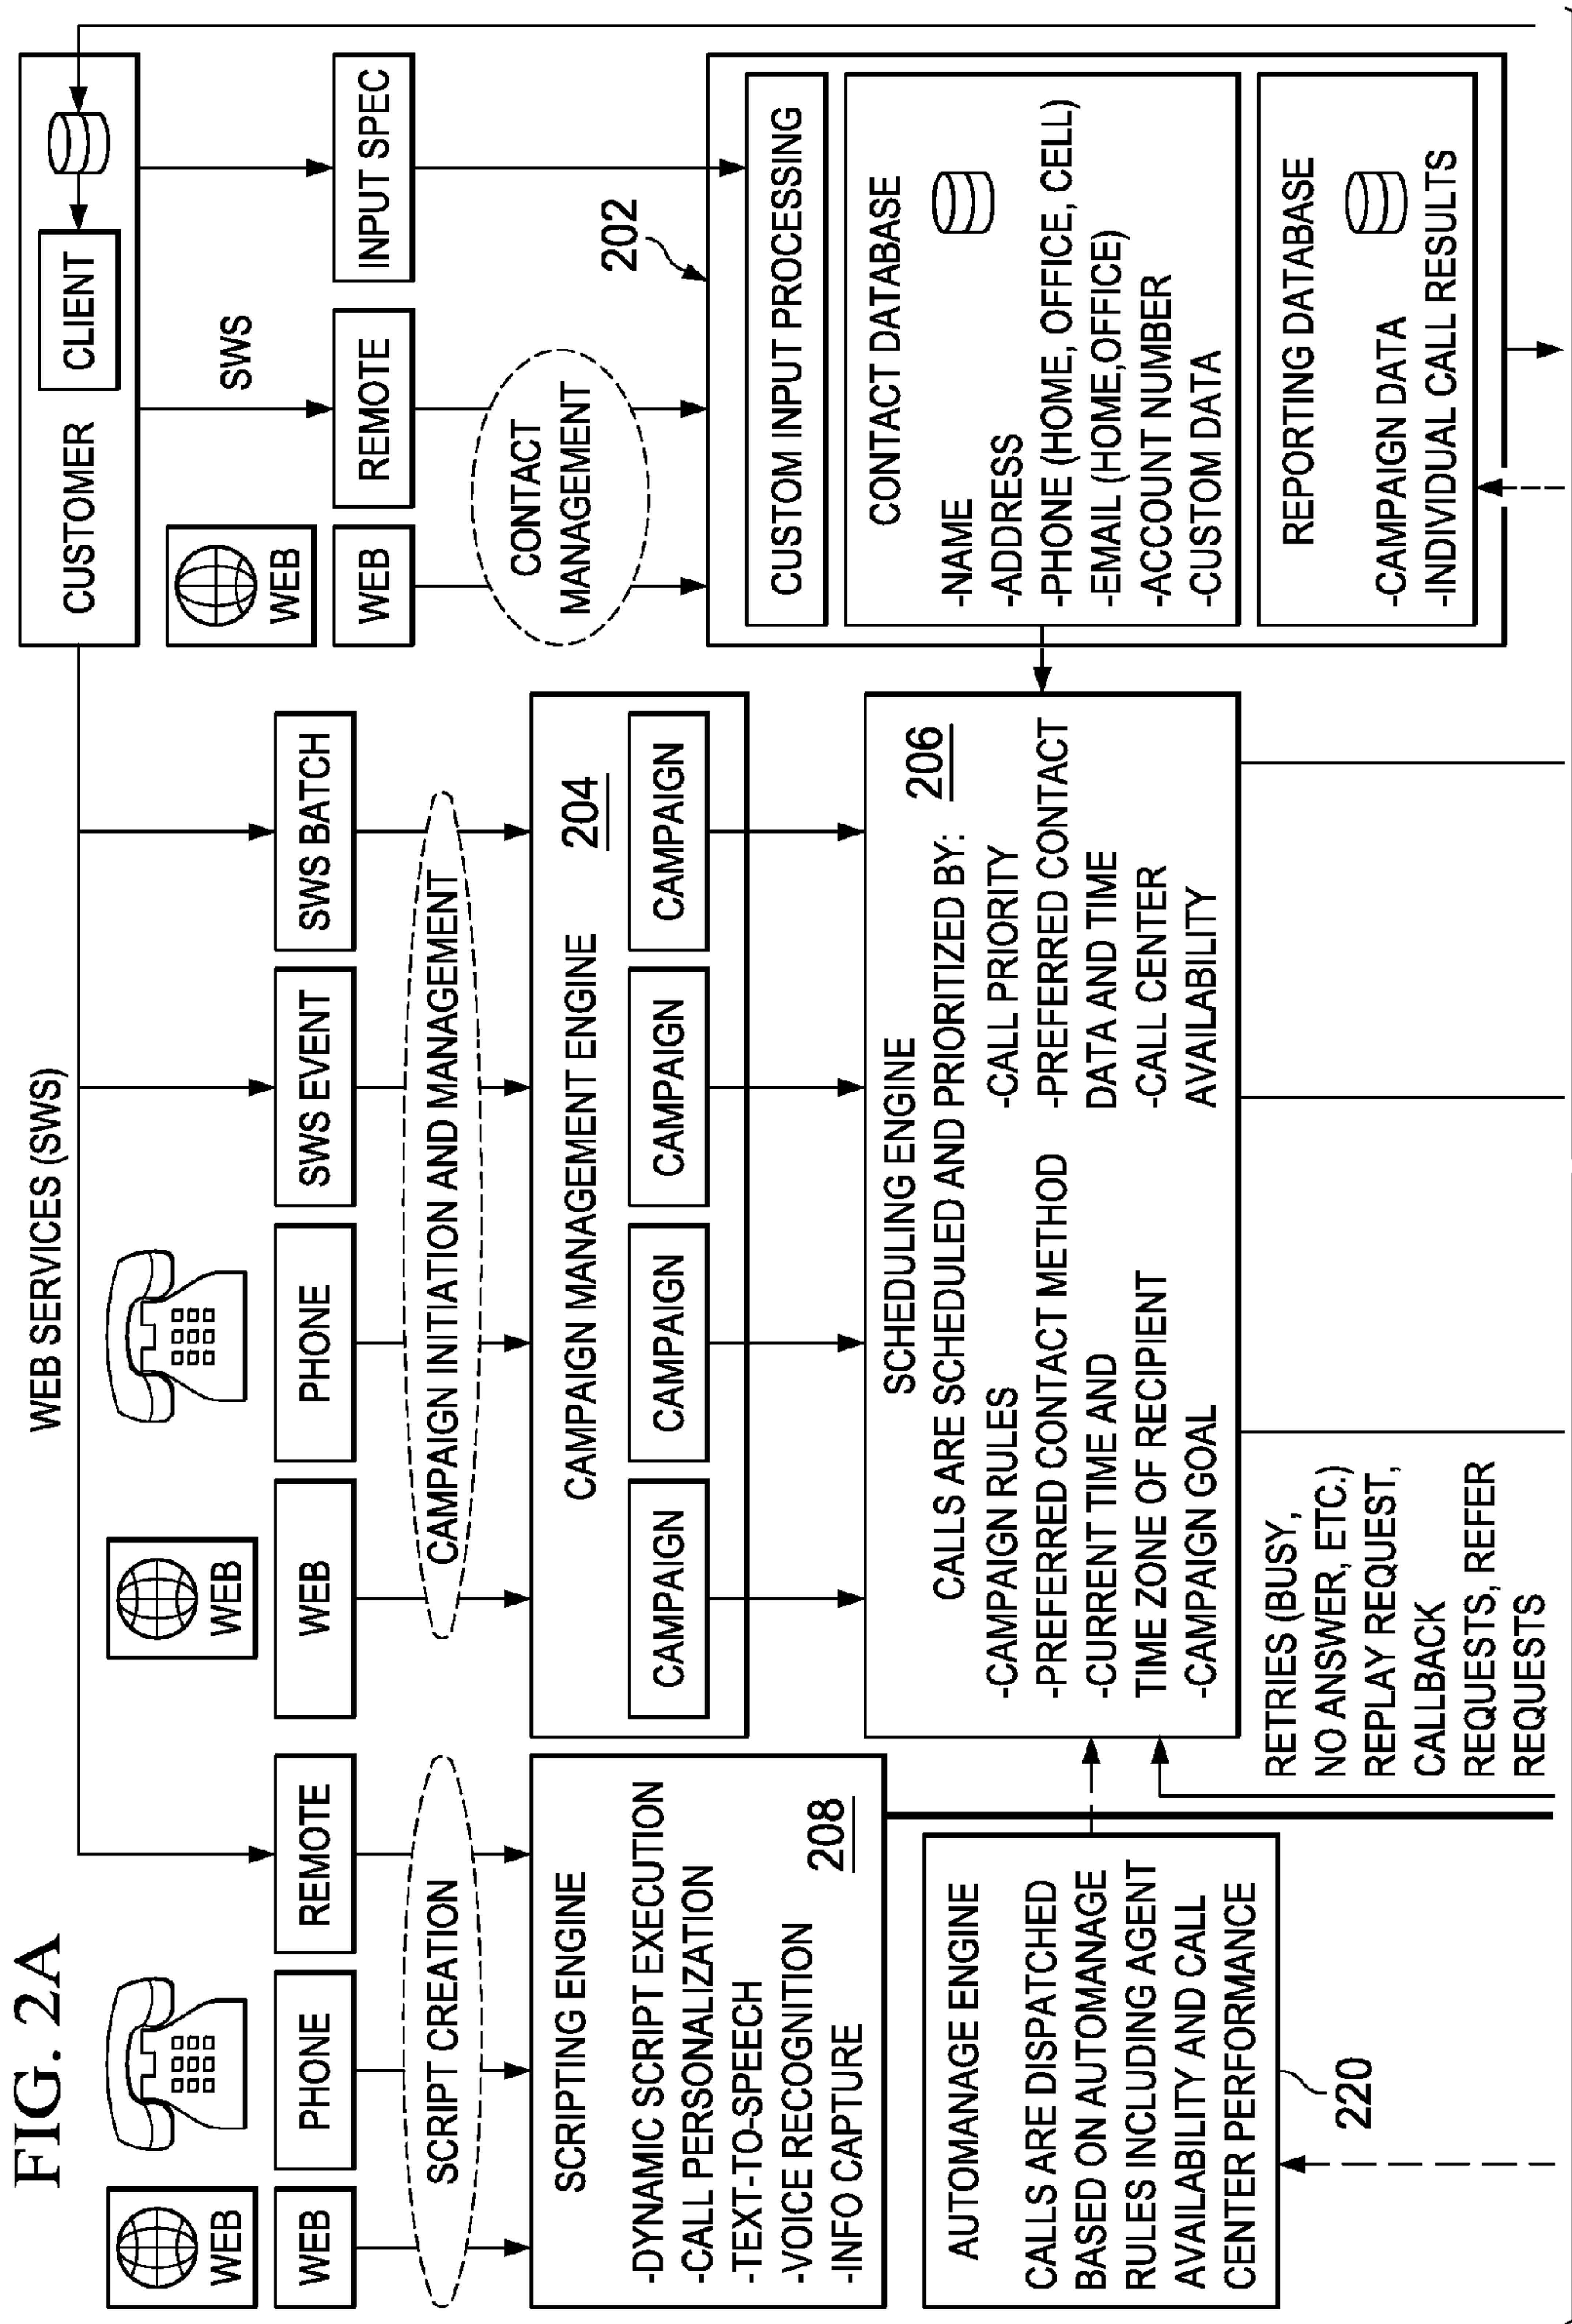 FIG. 2A
WEB SERVICES (SWS)
WEB
WEB
PHONE
REMOTE
SCRIPT CREATION
SCRIPTING ENGINE
-DYNAMIC SCRIPT EXECUTION
-CALL PERSONALIZATION
-TEXT-TO-SPEECH
-VOICE RECOGNITION
-INFO CAPTURE
208
AUTOMANAGE ENGINE
CALLS ARE DISPATCHED
BASED ON AUTOMANAGE
RULES INCLUDING AGENT
AVAILABILITY AND CALL
CENTER PERFORMANCE
220
WEB
WEB
PHONE
SWS EVENT
SWS BATCH
CAMPAIGN INITIATION AND MANAGEMENT
CAMPAIGN MANAGEMENT ENGINE
204
CAMPAIGN
CAMPAIGN
CAMPAIGN
CAMPAIGN
SCHEDULING ENGINE
206
CALLS ARE SCHEDULED AND PRIORITIZED BY:
-CAMPAIGN RULES
-PREFERRED CONTACT METHOD
-CURRENT TIME AND
TIME ZONE OF RECIPIENT
-CAMPAIGN GOAL
-CALL PRIORITY
-PREFERRED CONTACT
DATA AND TIME
-CALL CENTER
AVAILABILITY
RETRIES (BUSY,
NO ANSWER, ETC.)
REPLAY REQUEST,
CALLBACK
REQUESTS, REFER
REQUESTS
CUSTOMER
CLIENT
WEB
SWS
WEB
REMOTE
INPUT SPEC
CONTACT
MANAGEMENT
202
CUSTOM INPUT PROCESSING
CONTACT DATABASE
-NAME
-ADDRESS
-PHONE (HOME, OFFICE, CELL)
-EMAIL (HOME,OFFICE)
-ACCOUNT NUMBER
-CUSTOM DATA
REPORTING DATABASE
-CAMPAIGN DATA
-INDIVIDUAL CALL RESULTS